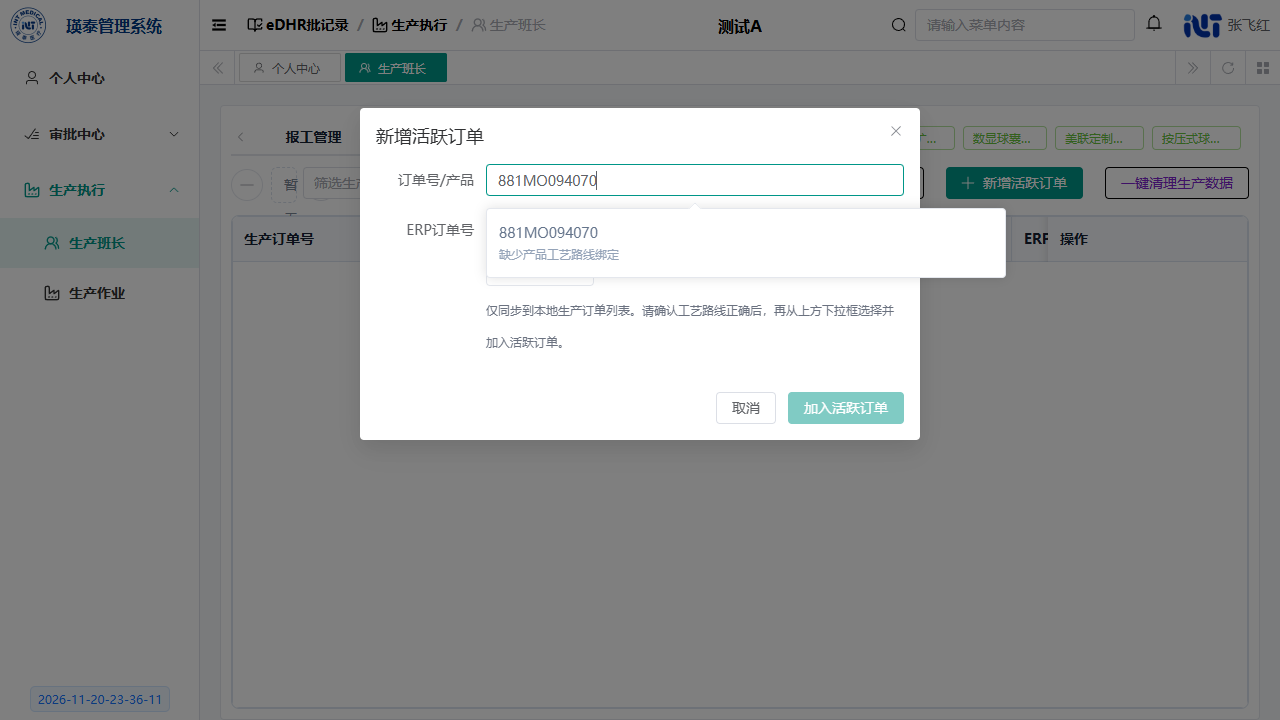 瑛泰管理系统
eDHR批记录 / 生产执行 / 生产班长
测试A
请输入菜单内容
张飞红
个人中心
生产班长
个人中心
审批中心
生产执行
生产班长
生产作业
2026-11-20-23-36-11
报工管理
数显球囊...
美联定制...
按压式球...
暂
筛选生产
新增活跃订单
一键清理生产数据
生产订单号
ERP
操作
新增活跃订单
订单号/产品
881MO094070
ERP订单号
881MO094070
缺少产品工艺路线绑定
仅同步到本地生产订单列表。请确认工艺路线正确后，再从上方下拉框选择并
加入活跃订单。
取消
加入活跃订单